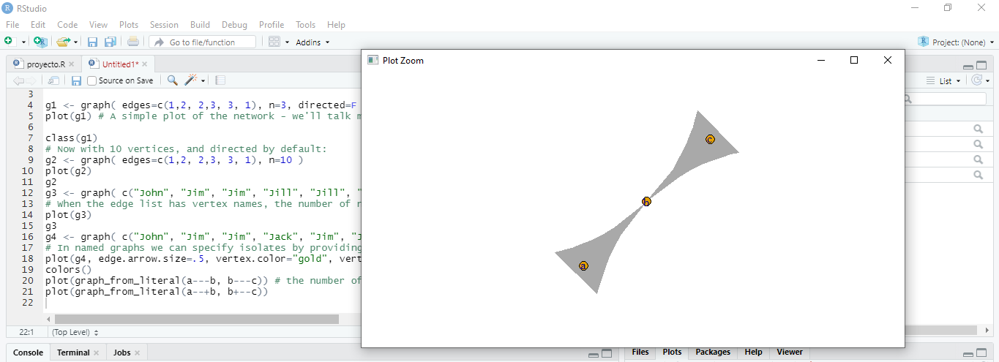 RStudio
File Edit Code View Plots Session Build Debug Profile Tools Help
Go to file/function Addins Project: (None)
Plot Zoom
proyecto.R Untitled1*
Source on Save List
3
4 g1 <- graph( edges=c(1,2, 2,3, 3, 1), n=3, directed=F
5 plot(g1) # A simple plot of the network - we'll talk
6
7 class(g1)
8 # Now with 10 vertices, and directed by default:
9 g2 <- graph( edges=c(1,2, 2,3, 3, 1), n=10 )
10 plot(g2)
11 g2
12 g3 <- graph( c("John", "Jim", "Jim", "Jill", "Jill", "
13 # When the edge list has vertex names, the number of
14 plot(g3)
15 g3
16 g4 <- graph( c("John", "Jim", "Jim", "Jack", "Jim", "J
17 # In named graphs we can specify isolates by providing
18 plot(g4, edge.arrow.size=.5, vertex.color="gold", vert
19 colors()
20 plot(graph_from_literal(a---b, b---c)) # the number of
21 plot(graph_from_literal(a--+b, b+--c))
22
c
b
a
22:1 (Top Level)
Console Terminal Jobs
Files Plots Packages Help Viewer